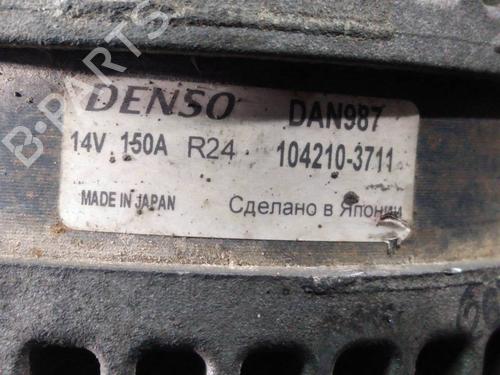 DENSO DAN987
14V 150A R24 104210-3711
MADE IN JAPAN Сделано в Японии
B-PARTS